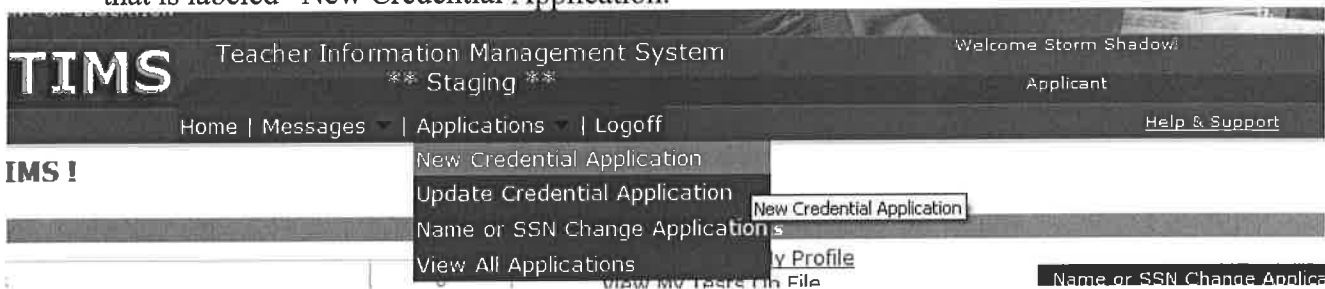 that is labeled "New Credential Application."
TIMS
Teacher Information Management System
** Staging **
Welcome Storm Shadow!
Applicant
Home | Messages | Applications | Logoff
Help & Support
IMS !
New Credential Application
Update Credential Application
New Credential Application
Name or SSN Change Applications
View All Applications
y Profile
View My Tests On File
Name or SSN Change Applica